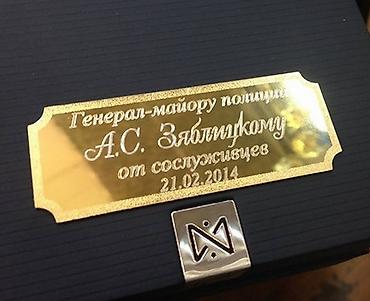 Генерал-майору полиции
А.С. Зяблицкому
от сослуживцев
21.02.2014